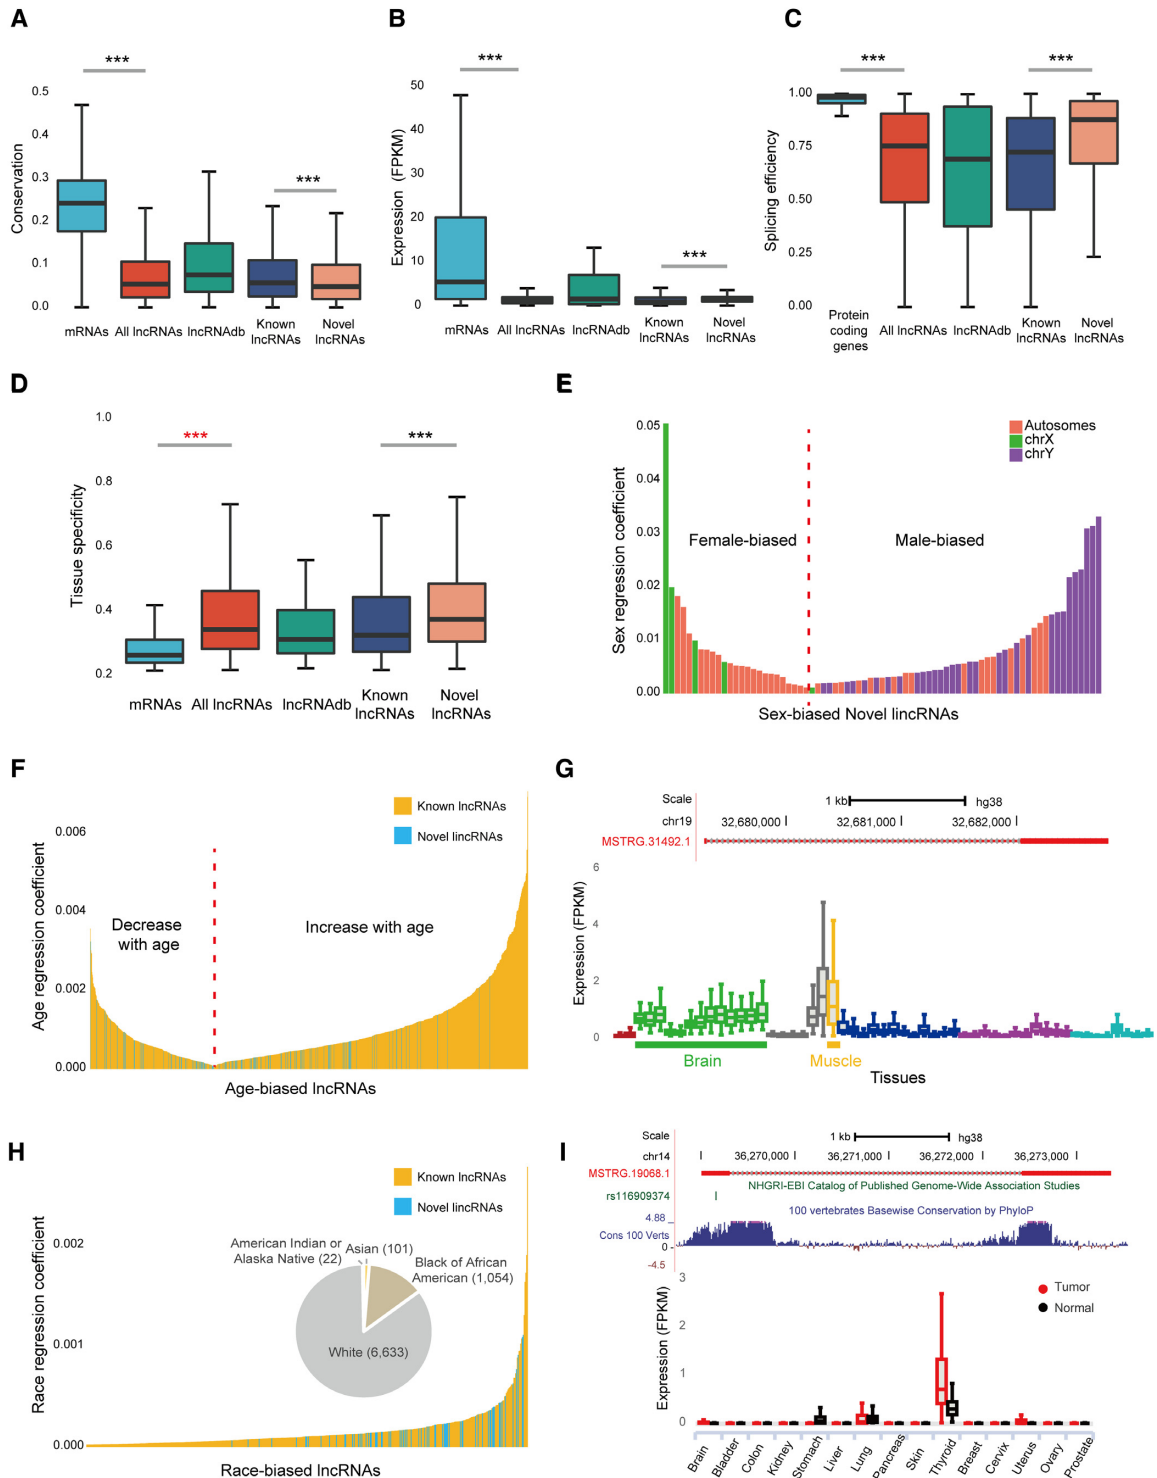 A
***
***
Conservation
0.5
0.4
0.3
0.2
0.1
0.0
mRNAs
All lncRNAs
lncRNAdb
Known
lncRNAs
Novel
lncRNAs
B
***
***
Expression (FPKM)
50
40
30
20
10
0
mRNAs
All lncRNAs
lncRNAdb
Known
lncRNAs
Novel
lncRNAs
C
***
***
Splicing efficiency
1.00
0.75
0.50
0.25
0.00
Protein
coding
genes
All lncRNAs
lncRNAdb
Known
lncRNAs
Novel
lncRNAs
D
***
***
Tissue specificity
1.0
0.8
0.6
0.4
0.2
mRNAs
All lncRNAs
lncRNAdb
Known
lncRNAs
Novel
lncRNAs
E
Sex regression coefficient
0.05
0.04
0.03
0.02
0.01
0.00
Autosomes
chrX
chrY
Female-biased
Male-biased
Sex-biased Novel lincRNAs
F
Age regression coefficient
0.006
0.004
0.002
0.000
Known lncRNAs
Novel lincRNAs
Decrease
with age
Increase with age
Age-biased lncRNAs
G
Scale
1 kb
hg38
chr19
32,680,000
32,681,000
32,682,000
MSTRG.31492.1
Expression (FPKM)
6
4
2
0
Brain
Muscle
Tissues
H
Race regression coefficient
0.002
0.001
0.000
Known lncRNAs
Novel lincRNAs
American Indian or
Alaska Native (22)
Asian (101)
Black of African
American (1,054)
White (6,633)
Race-biased lncRNAs
I
Scale
1 kb
hg38
chr14
36,270,000
36,271,000
36,272,000
36,273,000
MSTRG.19068.1
NHGRI-EBI Catalog of Published Genome-Wide Association Studies
rs116909374
100 vertebrates Basewise Conservation by PhyloP
4.88
Cons 100 Verts
0
-4.5
Expression (FPKM)
3
2
1
0
Tumor
Normal
Brain
Bladder
Colon
Kidney
Stomach
Liver
Lung
Pancreas
Skin
Thyroid
Breast
Cervix
Uterus
Ovary
Prostate